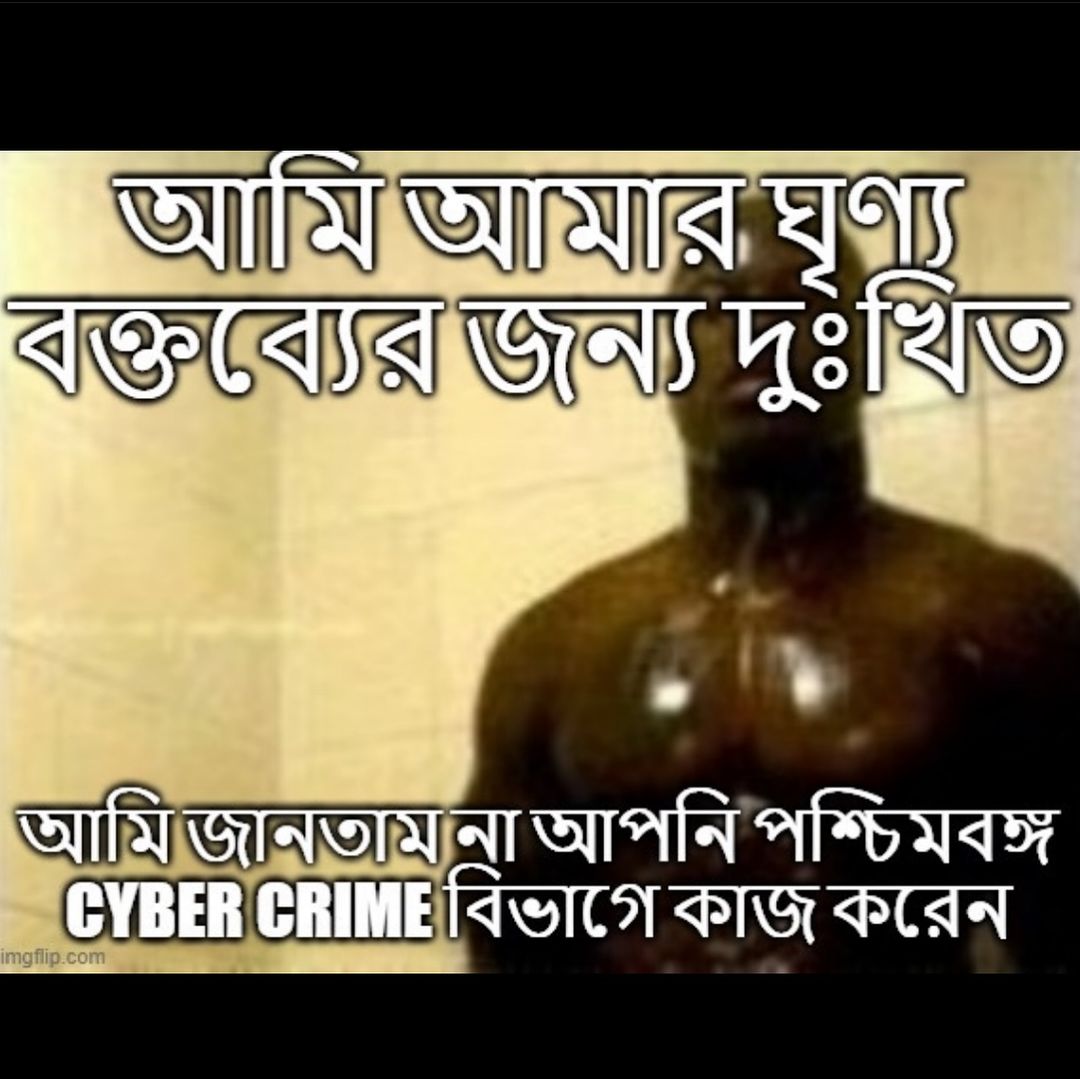 আমি আমার ঘৃণ্য
বক্তব্যের জন্য দুঃখিত
আমি জানতাম না আপনি পশ্চিমবঙ্গ
CYBER CRIME বিভাগে কাজ করেন
imgflip.com